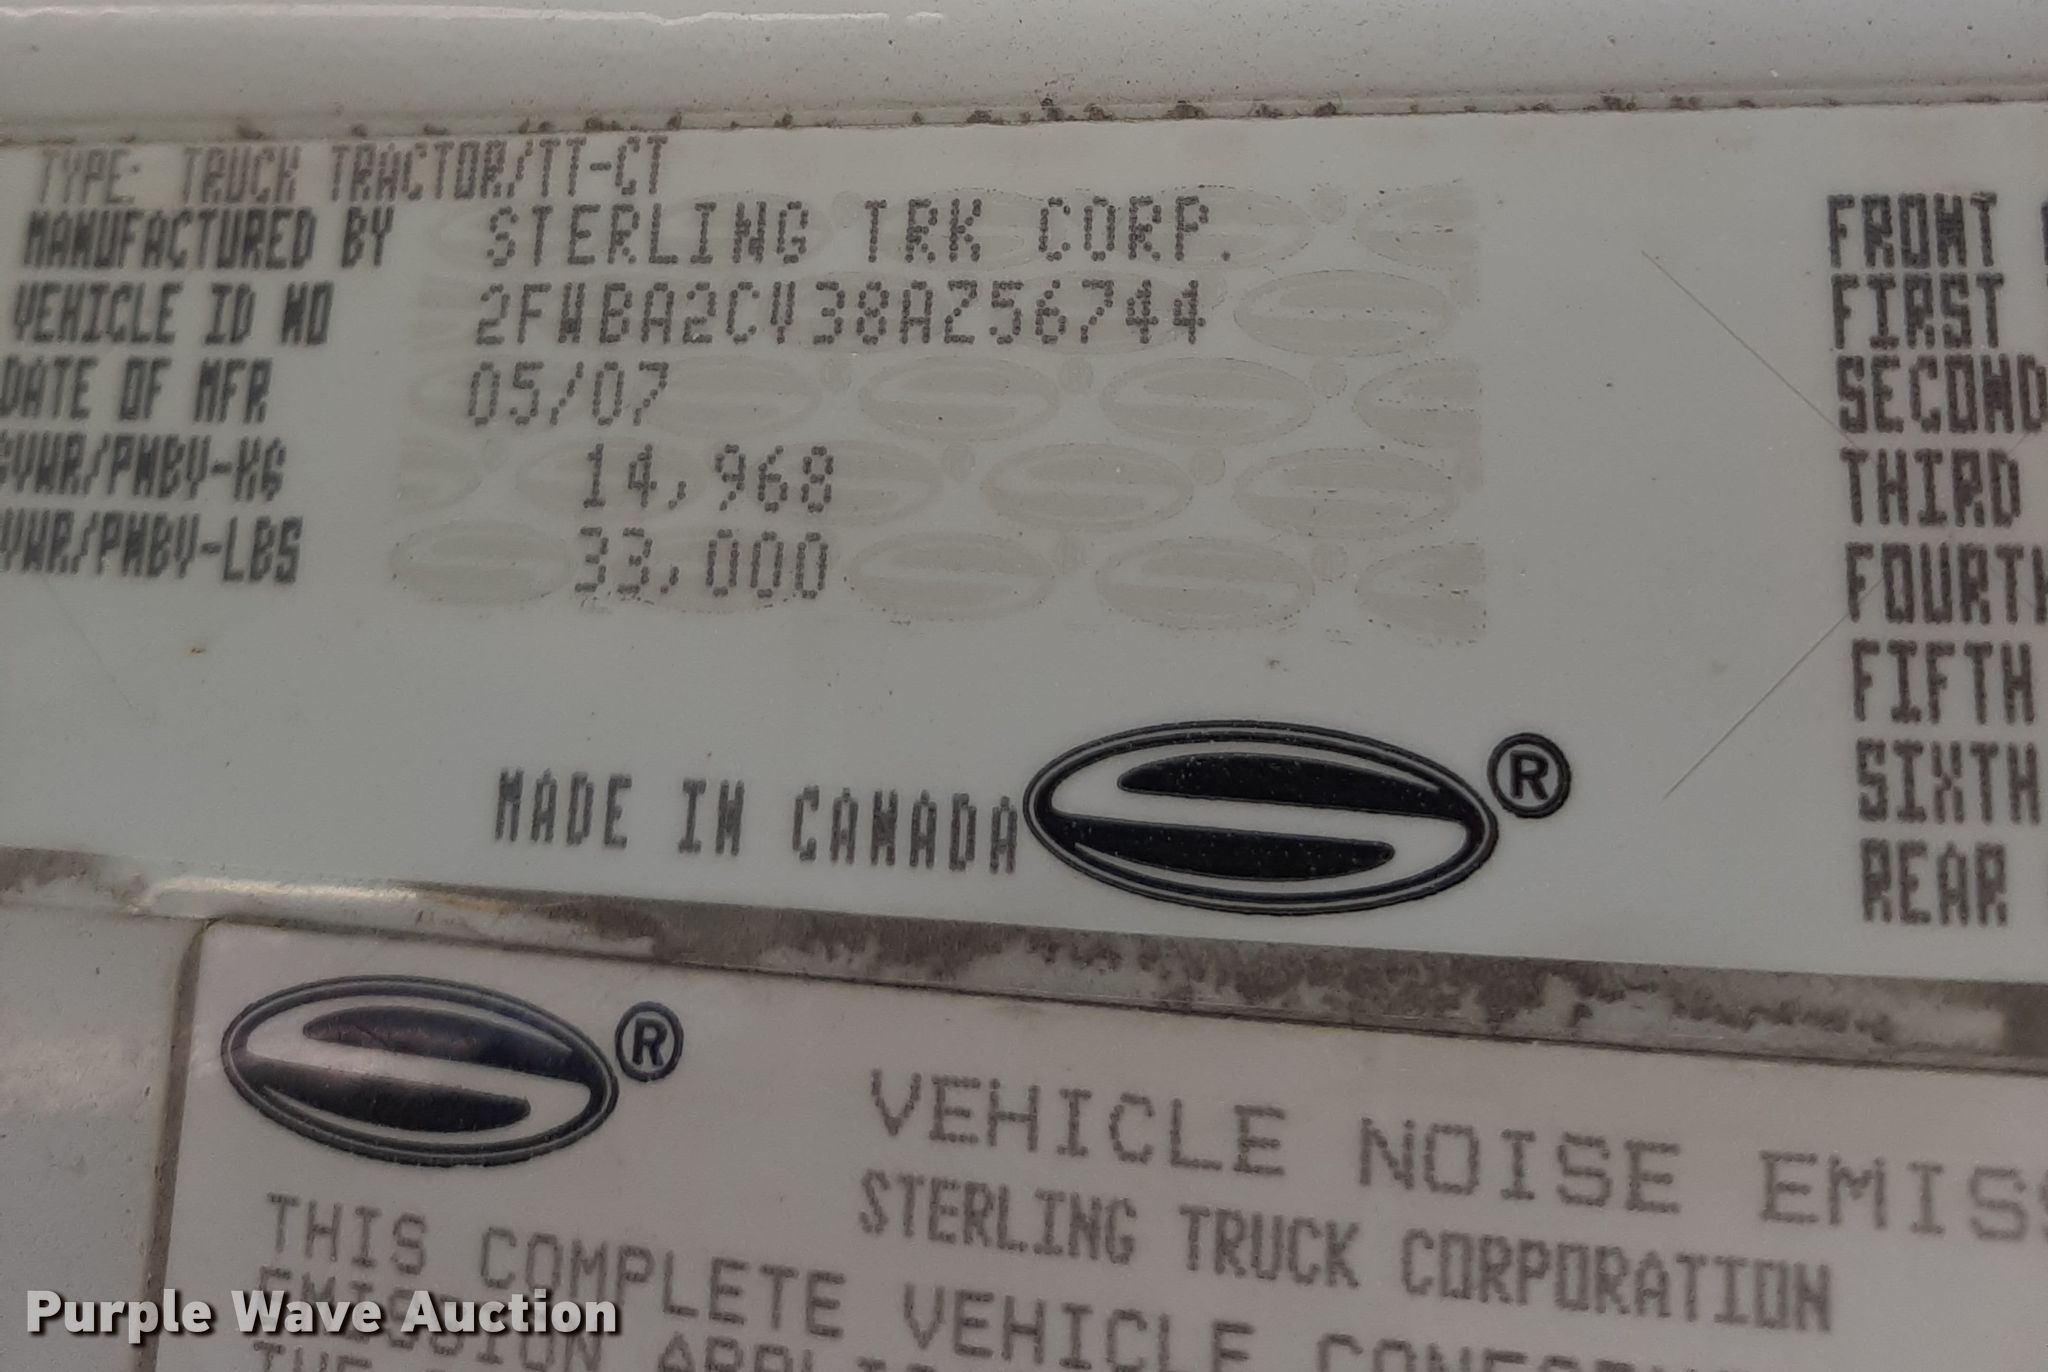 TYPE: TRUCK TRACTOR/TT-CT
MANUFACTURED BY STERLING TRK CORP.
VEHICLE ID NO 2FWBA2CV38AZ56744
DATE OF MFR 05/07
GVWR/PNBV-KG 14,968
VWR/PNBV-LBS 33,000
FRONT
FIRST
SECOND
THIRD
FOURTH
FIFTH
SIXTH
REAR
MADE IN CANADA ®
®
VEHICLE NOISE EMISS
STERLING TRUCK CORPORATION
THIS COMPLETE VEHICLE
EMISSION
Purple Wave Auction